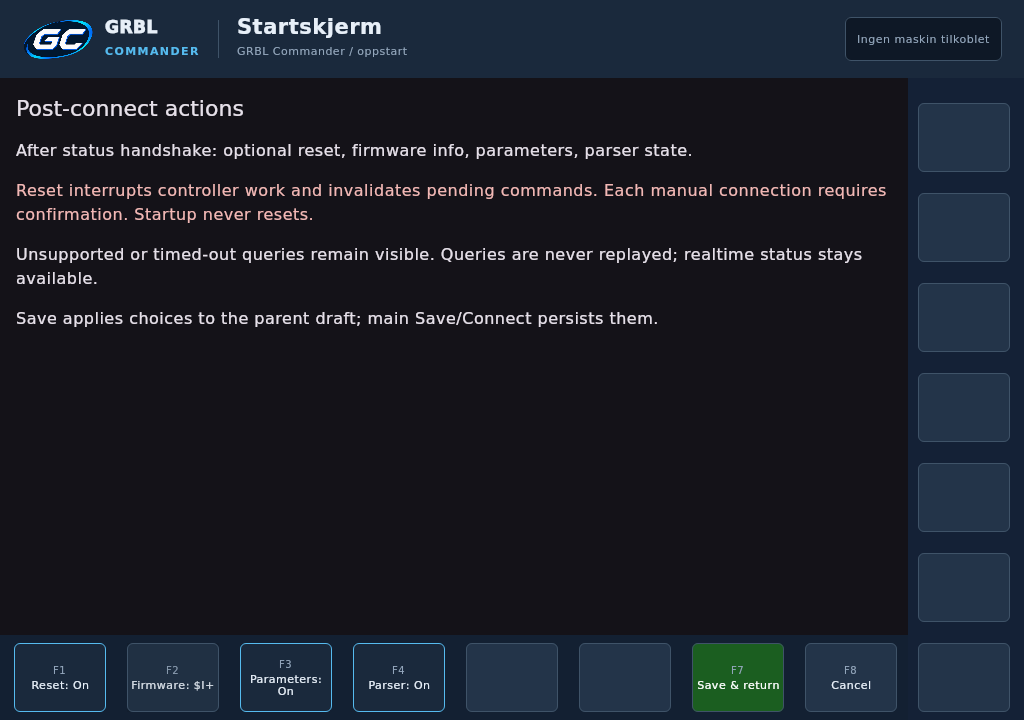 GC
GRBL
COMMANDER
Startskjerm
GRBL Commander / oppstart
Ingen maskin tilkoblet
Post-connect actions
After status handshake: optional reset, firmware info, parameters, parser state.
Reset interrupts controller work and invalidates pending commands. Each manual connection requires
confirmation. Startup never resets.
Unsupported or timed-out queries remain visible. Queries are never replayed; realtime status stays
available.
Save applies choices to the parent draft; main Save/Connect persists them.
F1
Reset: On
F2
Firmware: $I+
F3
Parameters:
On
F4
Parser: On
F7
Save & return
F8
Cancel